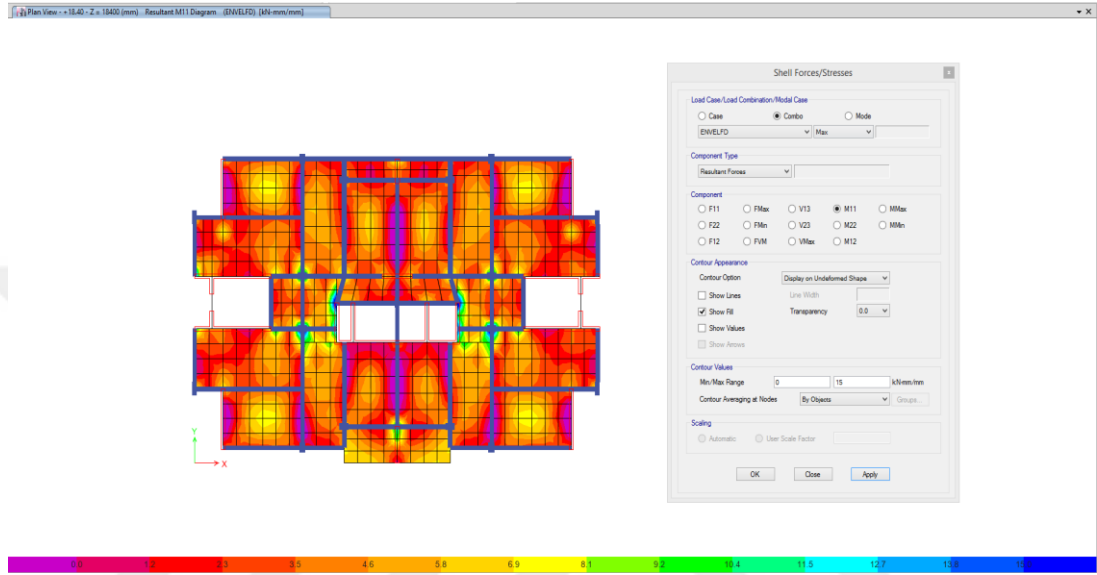 Plan View - +18.40 - Z = 18400 (mm) Resultant M11 Diagram (ENVELFD) [kN-mm/mm]
Shell Forces/Stresses
Load Case/Load Combination/Modal Case
Case Combo Mode
ENVELFD Max
Component Type
Resultant Forces
Component
F11 FMax V13 M11 MMax
F22 FMin V23 M22 MMin
F12 FVM VMax M12
Contour Appearance
Contour Option Display on Undeformed Shape
Show Lines Line Width
Show Fill Transparency 0.0
Show Values
Show Arrows
Contour Values
Min/Max Range 0 15 kN-mm/mm
Contour Averaging at Nodes By Objects Groups...
Scaling
Automatic User Scale Factor
OK Close Apply
Y
X
0.0 1.2 2.3 3.5 4.6 5.8 6.9 8.1 9.2 10.4 11.5 12.7 13.8